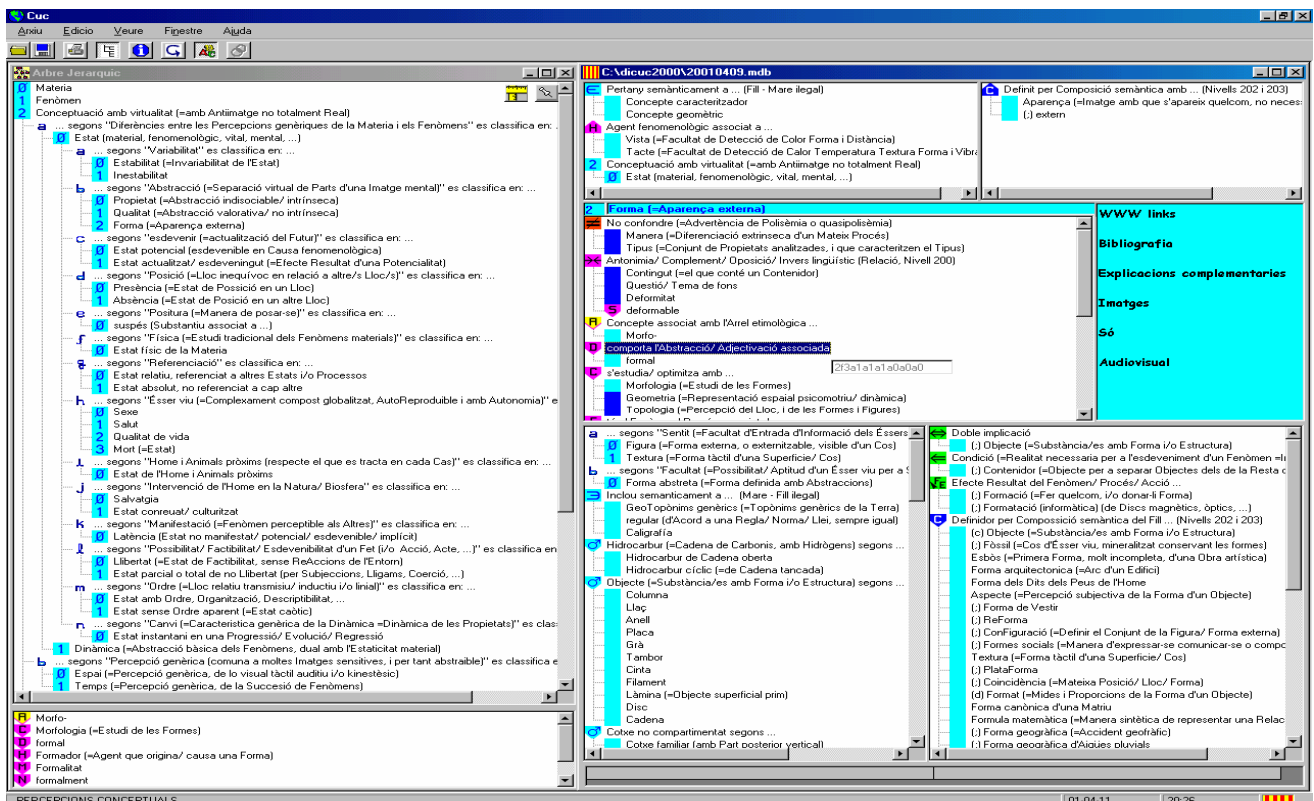 Cuc
Arxiu Edicio Veure Finestre Ajuda
Arbre Jerarquic
0 Materia
1 Fenòmen
2 Conceptuació amb virtualitat (=amb Antiimatge no totalment Real)
a ... segons "Diferències entre les Percepcions genèriques de la Materia i els Fenòmens" es classifica en: .
0 Estat (material, fenomenològic, vital, mental, ...)
a ... segons "Variabilitat" es classifica en: ...
0 Estabilitat (=Invariabilitat de l'Estat)
1 Inestabilitat
b ... segons "Abstracció (=Separació virtual de Parts d'una Imatge mental)" es classifica en: ...
0 Propietat (=Abstracció indisociable/ intrínseca)
1 Qualitat (=Abstracció valorativa/ no intrínseca)
2 Forma (=Aparença externa)
c ... segons "esdevenir (=actualització del Futur)" es classifica en: ...
0 Estat potencial (esdevenible en Causa fenomenològica)
1 Estat actualitzat/ esdeveningut (=Efecte Resultat d'una Potencialitat)
d ... segons "Posició (=Lloc inequívoc en relació a altre/s Lloc/s)" es classifica en: ...
0 Presència (=Estat de Posició en un Lloc)
1 Absència (=Estat de Posició en un altre Lloc)
e ... segons "Positura (=Manera de posar-se)" es classifica en: ...
0 suspés (Substantiu associat a ...)
f ... segons "Física (=Estudi tradicional dels Fenòmens materials)" es classifica en: ...
0 Estat físic de la Materia
g ... segons "Referenciació" es classifica en: ...
0 Estat relatiu, referenciat a altres Estats i/o Processos
1 Estat absolut, no referenciat a cap altre
h ... segons "Ésser viu (=Complexament compost globalitzat, AutoReproduible i amb Autonomia)" e
0 Sexe
1 Salut
2 Qualitat de vida
3 Mort (=Estat)
i ... segons "Home i Animals pròxims (respecte el que es tracta en cada Cas)" es classifica en: ...
0 Estat de l'Home i Animals pròxims
j ... segons "Intervenció de l'Home en la Natura/ Biosfera" es classifica en: ...
0 Salvatgia
1 Estat conreuat/ culturitzat
k ... segons "Manifestació (=Fenòmen perceptible als Altres)" es classifica en: ...
0 Latència (Estat no manifestat/ potencial/ esdevenible/ implícit)
l ... segons "Possibilitat/ Factibilitat/ Esdevenibilitat d'un Fet (i/o Acció, Acte, ...)" es classifica en
0 Llibertat (=Estat de Factibilitat, sense ReAccions de l'Entorn)
1 Estat parcial o total de no Llibertat (per Subjeccions, Lligams, Coerció, ...)
m ... segons "Ordre (=Lloc relatiu transmisiu/ inductiu i/o linial)" es classifica en: ...
0 Estat amb Ordre, Organització, Descriptibilitat, ...
1 Estat sense Ordre aparent (=Estat caòtic)
n ... segons "Canvi (=Caracteristica genèrica de la Dinàmica =Dinàmica de les Propietats)" es clas
0 Estat instantani en una Progressió/ Evolució/ Regressió
1 Dinàmica (=Abstracció bàsica dels Fenòmens, dual amb l'Estaticitat material)
b ... segons "Percepció genèrica (comuna a moltes Imatges sensitives, i per tant abstraible)" es classifica e
0 Espai (=Percepció genèrica, de lo visual tàctil auditiu i/o kinestèsic)
1 Temps (=Percepció genèrica, de la Succesió de Fenòmens)
A Morfo-
C Morfologia (=Estudi de les Formes)
D formal
H Formador (=Agent que origina/ causa una Forma)
M Formalitat
N formalment
C:\dicuc2000\20010409.mdb
Pertany semànticament a ... (Fill - Mare ilegal)
Concepte caracteritzador
Concepte geomètric
H Agent fenomenològic associat a ...
Vista (=Facultat de Detecció de Color Forma i Distància)
Tacte (=Facultat de Detecció de Calor Temperatura Textura Forma i Vibra
2 Conceptuació amb virtualitat (=amb Antiimatge no totalment Real)
0 Estat (material, fenomenològic, vital, mental, ...)
C Definit per Composició semàntica amb ... (Nivells 202 i 203)
Aparença (=Imatge amb que s'apareix quelcom, no neces
(;) extern
2 Forma (=Aparença externa)
No confondre (=Advertència de Polisèmia o quasipolisèmia)
Manera (=Diferenciació extrinseca d'un Mateix Procés)
Tipus (=Conjunt de Propietats analitzades, i que caracteritzen el Tipus)
Antonimia/ Complement/ Oposició/ Invers lingüístic (Relació, Nivell 200)
Contingut (=el que conté un Contenidor)
Questió/ Tema de fons
Deformitat
S deformable
A Concepte associat amb l'Arrel etimològica ...
Morfo-
D comporta l'Abstracció/ Adjectivació associada
formal
2f3a1a1a1a0a0a0
C s'estudia/ optimitza amb ...
Morfologia (=Estudi de les Formes)
Geometria (=Representació espaial psicomotriu/ dinàmica)
Topologia (=Percepció del Lloc, i de les Formes i Figures)
WWW links
Bibliografia
Explicacions complementaries
Imatges
Só
Audiovisual
a ... segons "Sentit (=Facultat d'Entrada d'Informació dels Éssers
0 Figura (=Forma externa, o externitzable, visible d'un Cos)
1 Textura (=Forma tàctil d'una Superficie/ Cos)
b ... segons "Facultat (=Possibilitat/ Aptitud d'un Ésser viu per a
0 Forma abstreta (=Forma definida amb Abstraccions)
Inclou semanticament a ... (Mare - Fill ilegal)
GeoTopònims genèrics (=Topònims genèrics de la Terra)
regular (d'Acord a una Regla/ Norma/ Llei, sempre igual)
Caligrafía
Hidrocarbur (=Cadena de Carbonis, amb Hidrògens) segons ...
Hidrocarbur de Cadena oberta
Hidrocarbur cíclic (=de Cadena tancada)
Objecte (=Substància/es amb Forma i/o Estructura) segons ...
Columna
Llaç
Anell
Placa
Grà
Tambor
Cinta
Filament
Làmina (=Objecte superficial prim)
Disc
Cadena
Cotxe no compartimentat segons ...
Cotxe familiar (amb Part posterior vertical)
Doble implicació
(;) Objecte (=Substància/es amb Forma i/o Estructura)
Condició (=Realitat necessaria per a l'esdeveniment d'un Fenòmen =I
(;) Contenidor (=Objecte per a separar Objectes dels de la Resta c
E Efecte Resultat del Fenòmen/ Procés/ Acció ...
(;) Formació (=Fer quelcom, i/o donar-li Forma)
(;) Formatació (informàtica) (de Discs magnètics, òptics, ...)
C Definidor per Compossició semàntica del Fill ... (Nivells 202 i 203)
(c) Objecte (=Substància/es amb Forma i/o Estructura)
(;) Fòssil (=Cos d'Ésser viu, mineralitzat conservant les formes)
Esbòs (=Primera Forma, molt incompleta, d'una Obra artística)
Forma arquitectonica (=Arc d'un Edifici)
Forma dels Dits dels Peus de l'Home
Aspecte (=Percepció subjectiva de la Forma d'un Objecte)
(;) Forma de Vestir
(;) ReForma
(;) ConFiguració (=Definir el Conjunt de la Figura/ Forma externa)
(;) Formes socials (=Manera d'expressar-se comunicar-se o compc
Textura (=Forma tàctil d'una Superficie/ Cos)
(;) PlataForma
(;) Coincidència (=Mateixa Posició/ Lloc/ Forma)
(d) Format (=Mides i Proporcions de la Forma d'un Objecte)
Forma canònica d'una Matriu
Formula matemàtica (=Manera sintètica de representar una Relac
(;) Forma geogràfica (=Accident geofràfic)
(;) Forma geogràfica d'Aigües pluvials
PERCEPCIONS CONCEPTUALS
01-04-11 20:26